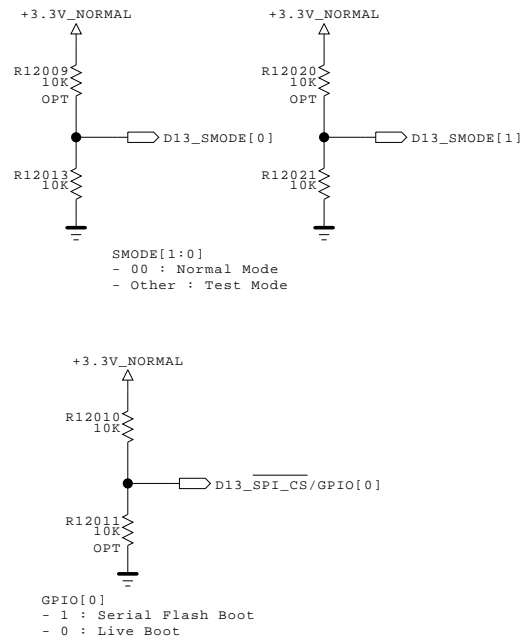 +3.3V_NORMAL
R12009
10K
OPT
D13_SMODE[0]
R12013
10K
+3.3V_NORMAL
R12020
10K
OPT
D13_SMODE[1]
R12021
10K
SMODE[1:0]
- 00 : Normal Mode
- Other : Test Mode
+3.3V_NORMAL
R12010
10K
D13_SPI_CS/GPIO[0]
R12011
10K
OPT
GPIO[0]
- 1 : Serial Flash Boot
- 0 : Live Boot